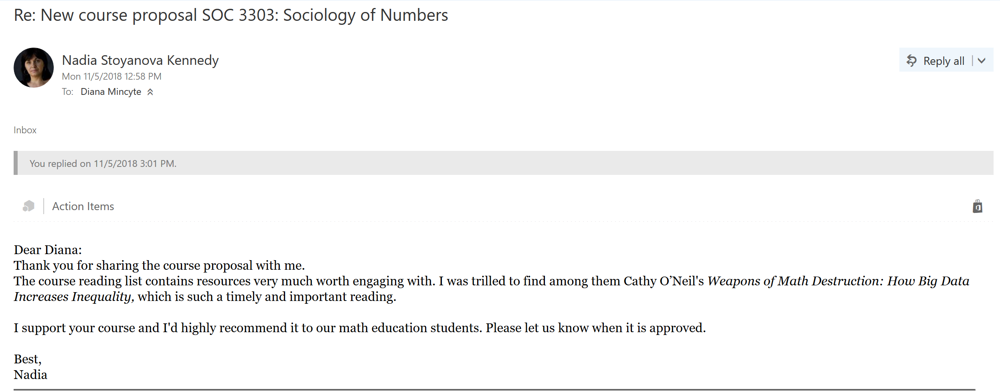 Re: New course proposal SOC 3303: Sociology of Numbers
Nadia Stoyanova Kennedy
Reply all
Mon 11/5/2018 12:58 PM
To: Diana Mincyte
Inbox
You replied on 11/5/2018 3:01 PM.
Action Items
Dear Diana:
Thank you for sharing the course proposal with me.
The course reading list contains resources very much worth engaging with. I was trilled to find among them Cathy O’Neil's Weapons of Math Destruction: How Big Data
Increases Inequality, which is such a timely and important reading.
I support your course and I'd highly recommend it to our math education students. Please let us know when it is approved.
Best,
Nadia